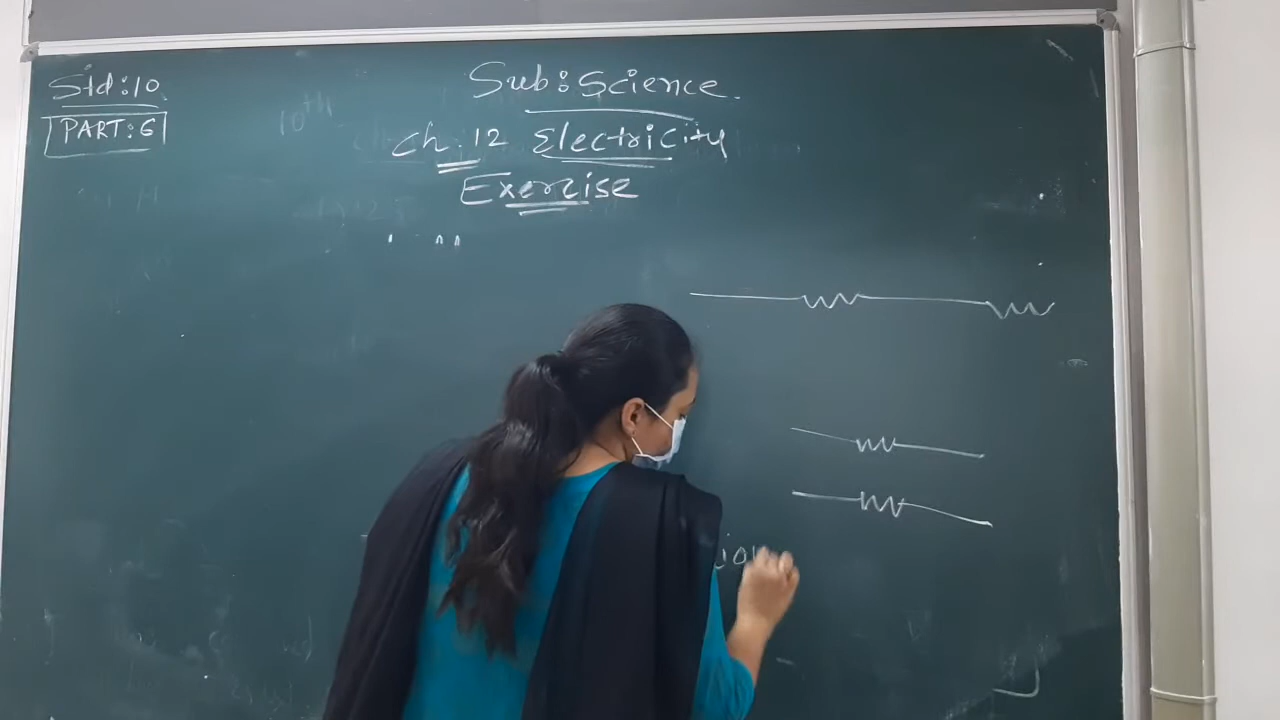 Std:10
PART:6
Sub:Science.
10th
Ch.12 Electricity
Exercise